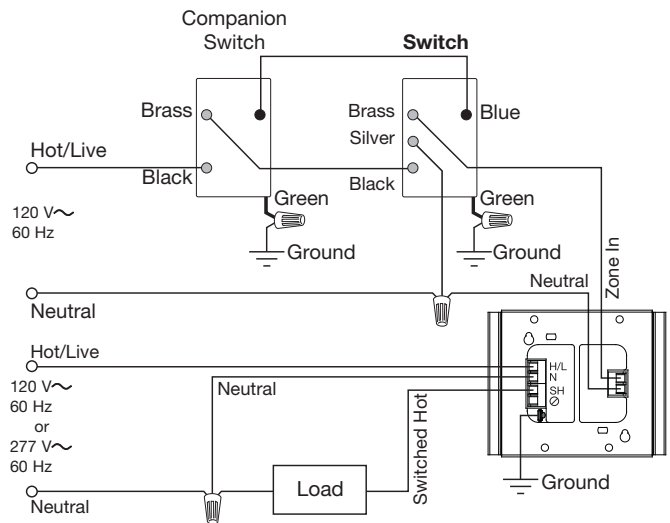 Companion
Switch
Switch
Brass
Brass
Blue
Silver
Hot/Live
Black
Black
Green
Green
120 V~
60 Hz
Ground
Ground
Zone In
Neutral
Neutral
Hot/Live
H/L
N
SH
120 V~
60 Hz
or
277 V~
60 Hz
Neutral
Switched Hot
Load
Ground
Neutral